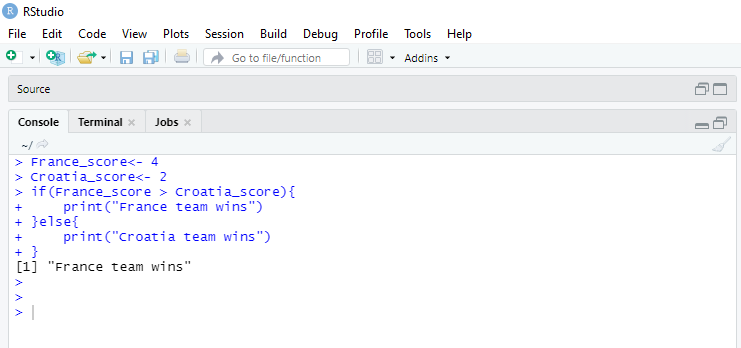 RStudio
File Edit Code View Plots Session Build Debug Profile Tools Help
Go to file/function Addins
Source
Console Terminal Jobs
~/
> France_score<- 4
> Croatia_score<- 2
> if(France_score > Croatia_score){
+     print("France team wins")
+ }else{
+     print("Croatia team wins")
+ }
[1] "France team wins"
>
>
>